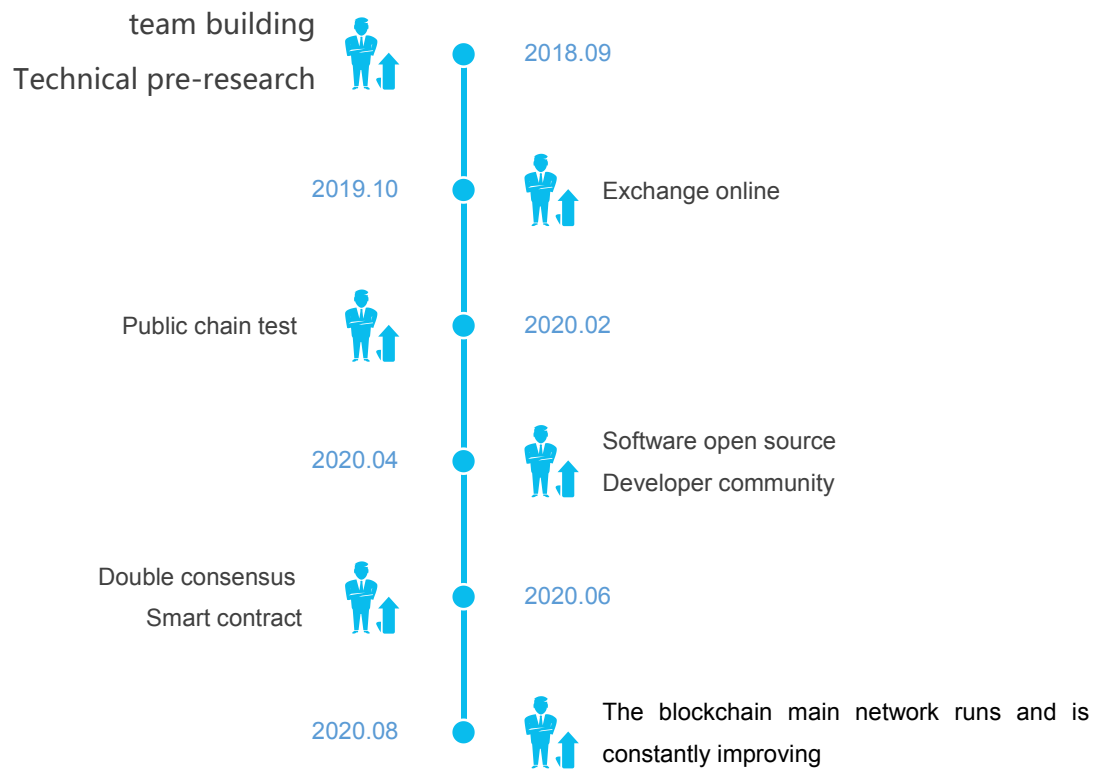 team building
Technical pre-research
2018.09
2019.10
Exchange online
Public chain test
2020.02
2020.04
Software open source
Developer community
Double consensus
Smart contract
2020.06
2020.08
The blockchain main network runs and is
constantly improving